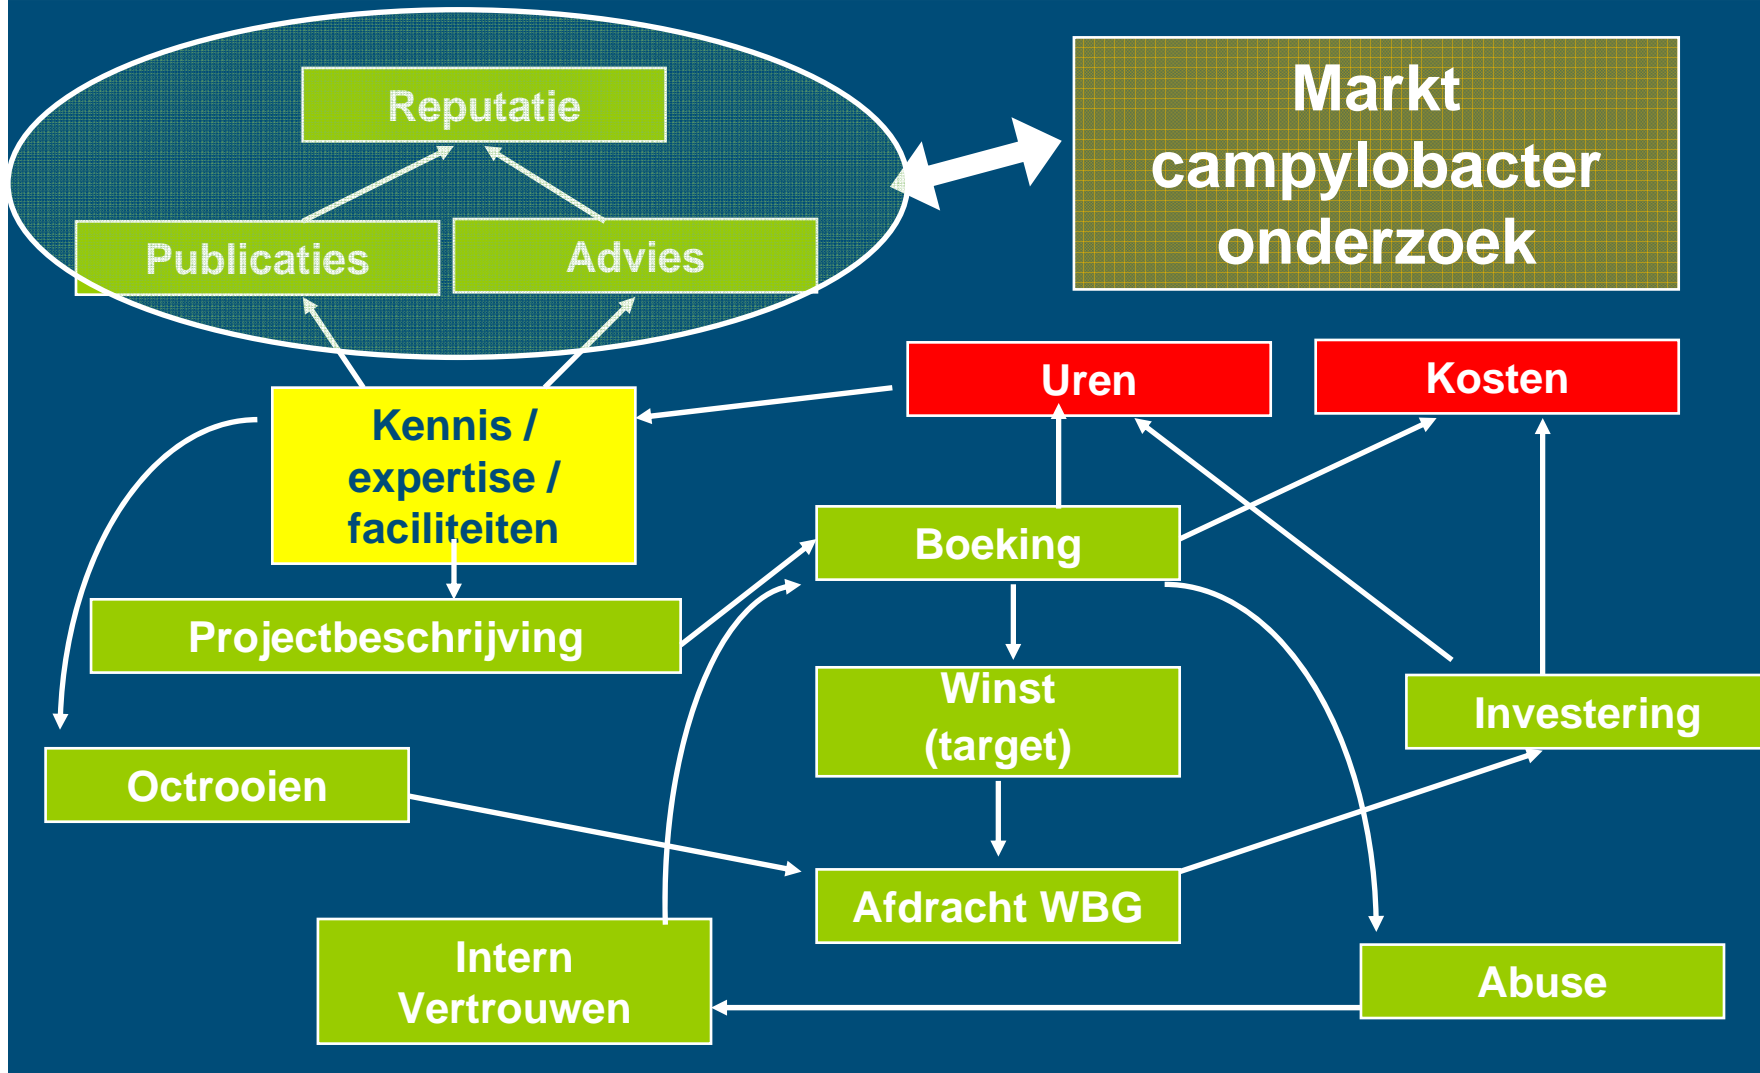 Reputatie
Markt
campylobacter
onderzoek
Publicaties
Advies
Uren
Kosten
Kennis /
expertise /
faciliteiten
Boeking
Projectbeschrijving
Winst
(target)
Investering
Octrooien
Afdracht WBG
Intern
Vertrouwen
Abuse